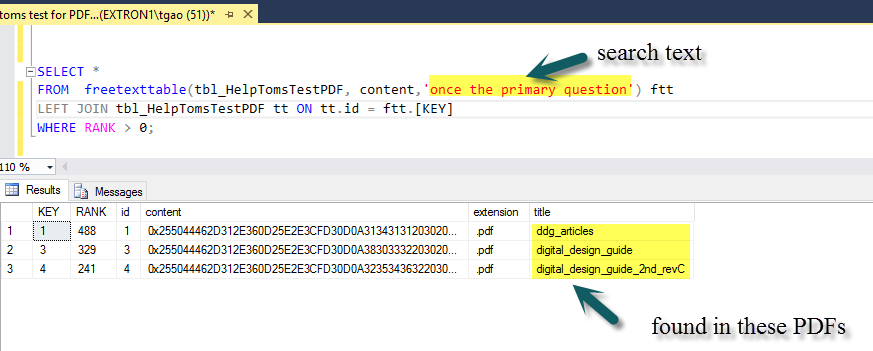 toms test for PDF...(EXTRON1\tgao (51))*
search text
SELECT *
FROM freetexttable(tbl_HelpTomsTestPDF, content,'once the primary question') ftt
LEFT JOIN tbl_HelpTomsTestPDF tt ON tt.id = ftt.[KEY]
WHERE RANK > 0;
110 %
Results Messages
KEY RANK id content extension title
1 1 488 1 0x255044462D312E360D25E2E3CFD30D0A31343131203020... .pdf ddg_articles
2 3 329 3 0x255044462D312E360D25E2E3CFD30D0A38303332203020... .pdf digital_design_guide
3 4 241 4 0x255044462D312E360D25E2E3CFD30D0A32353436322030... .pdf digital_design_guide_2nd_revC
found in these PDFs